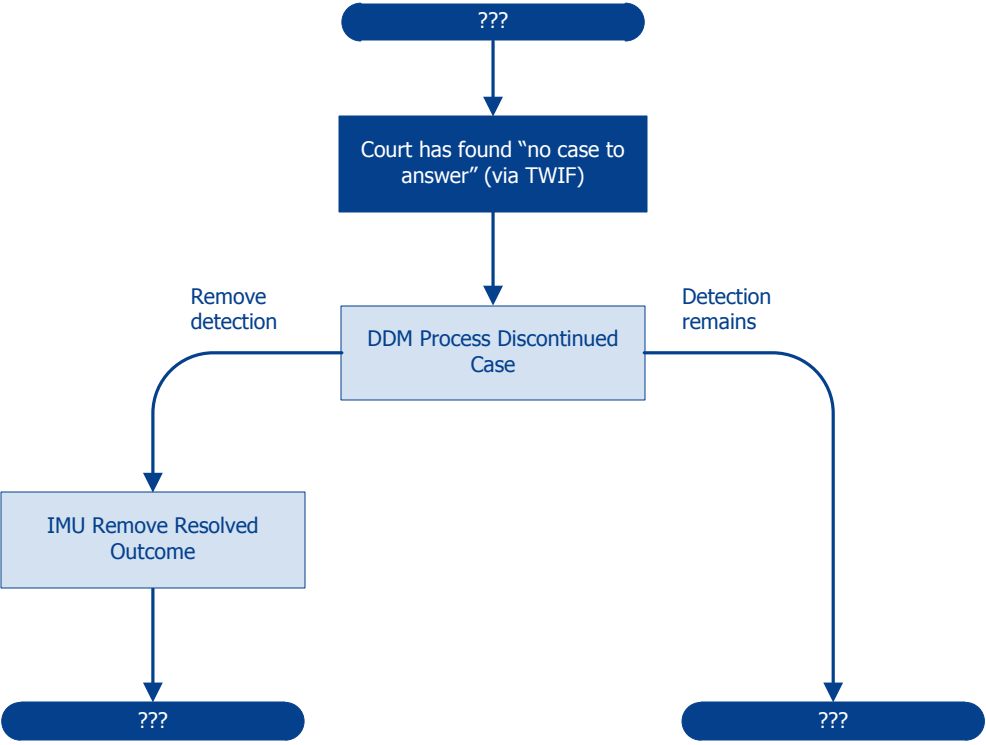 ???
Court has found “no case to
answer” (via TWIF)
Remove
detection
Detection
remains
DDM Process Discontinued
Case
IMU Remove Resolved
Outcome
???
???